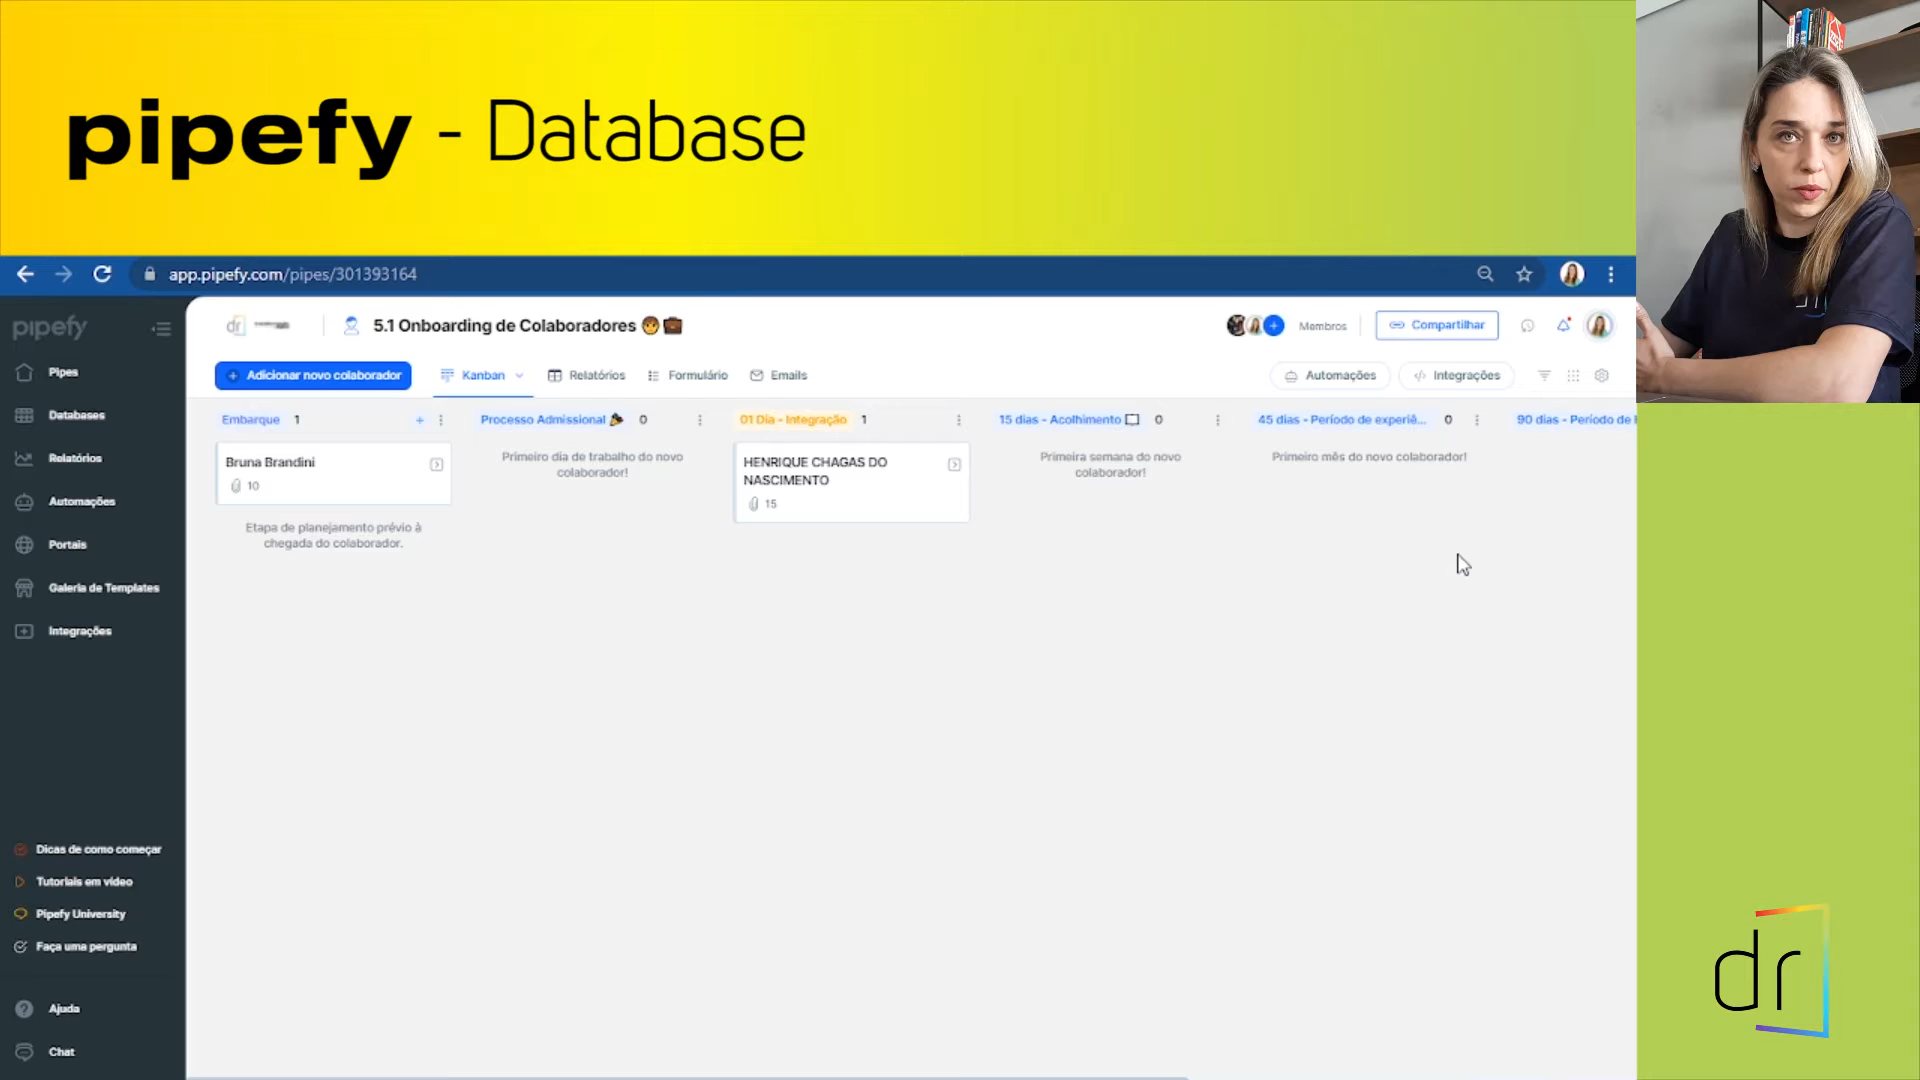 pipefy - Database
app.pipefy.com/pipes/301393164
pipefy
dr
5.1 Onboarding de Colaboradores
Membros
Compartilhar
Pipes
Databases
Relatórios
Automações
Portais
Galeria de Templates
Integrações
Dicas de como começar
Tutoriais em vídeo
Pipefy University
Faça uma pergunta
Ajuda
Chat
+ Adicionar novo colaborador
Kanban
Relatórios
Formulário
Emails
Automações
Integrações
Embarque 1
Bruna Brandini
10
Etapa de planejamento prévio à
chegada do colaborador.
Processo Admissional 0
Primeiro dia de trabalho do novo
colaborador!
01 Dia - Integração 1
HENRIQUE CHAGAS DO
NASCIMENTO
15
15 dias - Acolhimento 0
Primeira semana do novo
colaborador!
45 dias - Período de experiê... 0
Primeiro mês do novo colaborador!
90 dias - Período de
dr